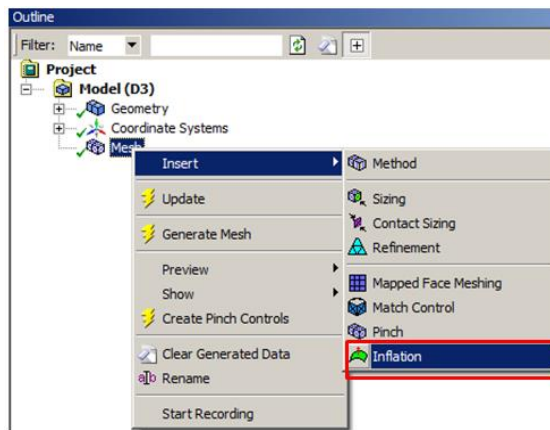 Outline
Filter: Name
Project
Model (D3)
Geometry
Coordinate Systems
Mesh
Insert
Update
Generate Mesh
Preview
Show
Create Pinch Controls
Clear Generated Data
Rename
Start Recording
Method
Sizing
Contact Sizing
Refinement
Mapped Face Meshing
Match Control
Pinch
Inflation